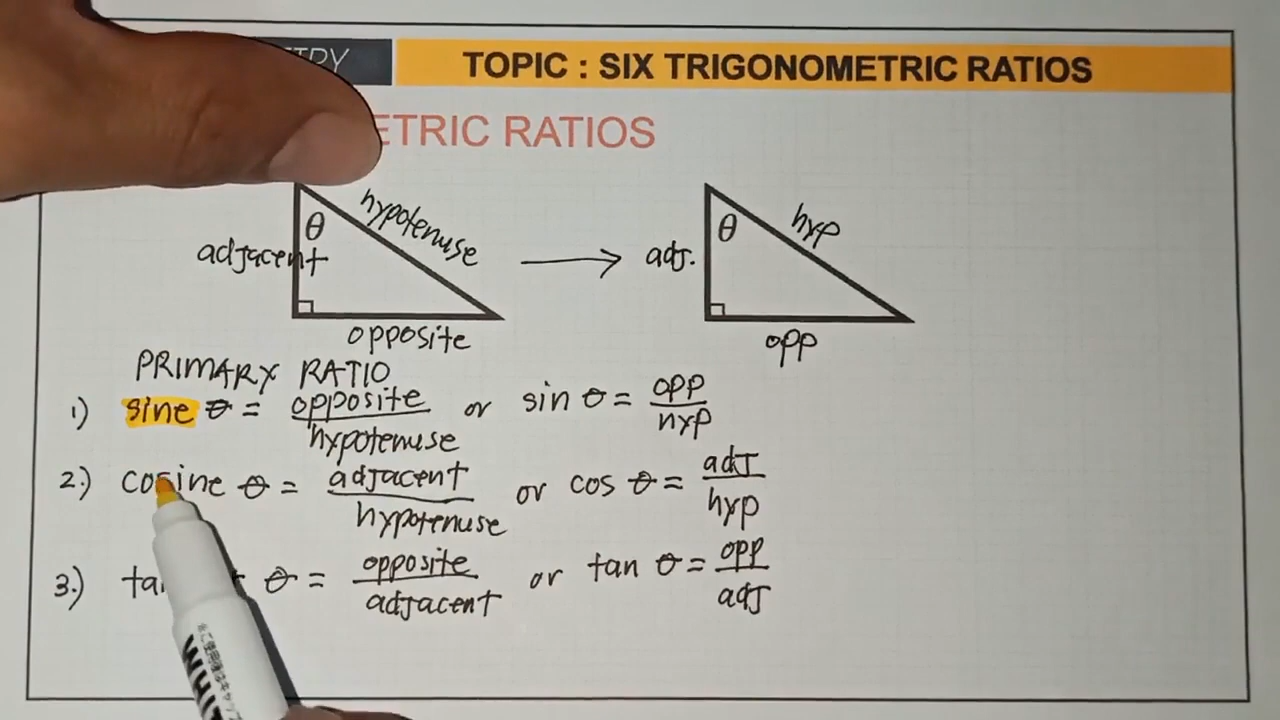 TOPIC : SIX TRIGONOMETRIC RATIOS
ETRIC RATIOS
θ hypotenuse
adjacent
opposite
θ hyp
adj.
opp
PRIMARY RATIO
1) sine θ = opposite / hypotenuse or sin θ = opp / hyp
2.) cosine θ = adjacent / hypotenuse or cos θ = adJ / hyp
3.) θ = opposite / adjacent or tan θ = opp / adJ